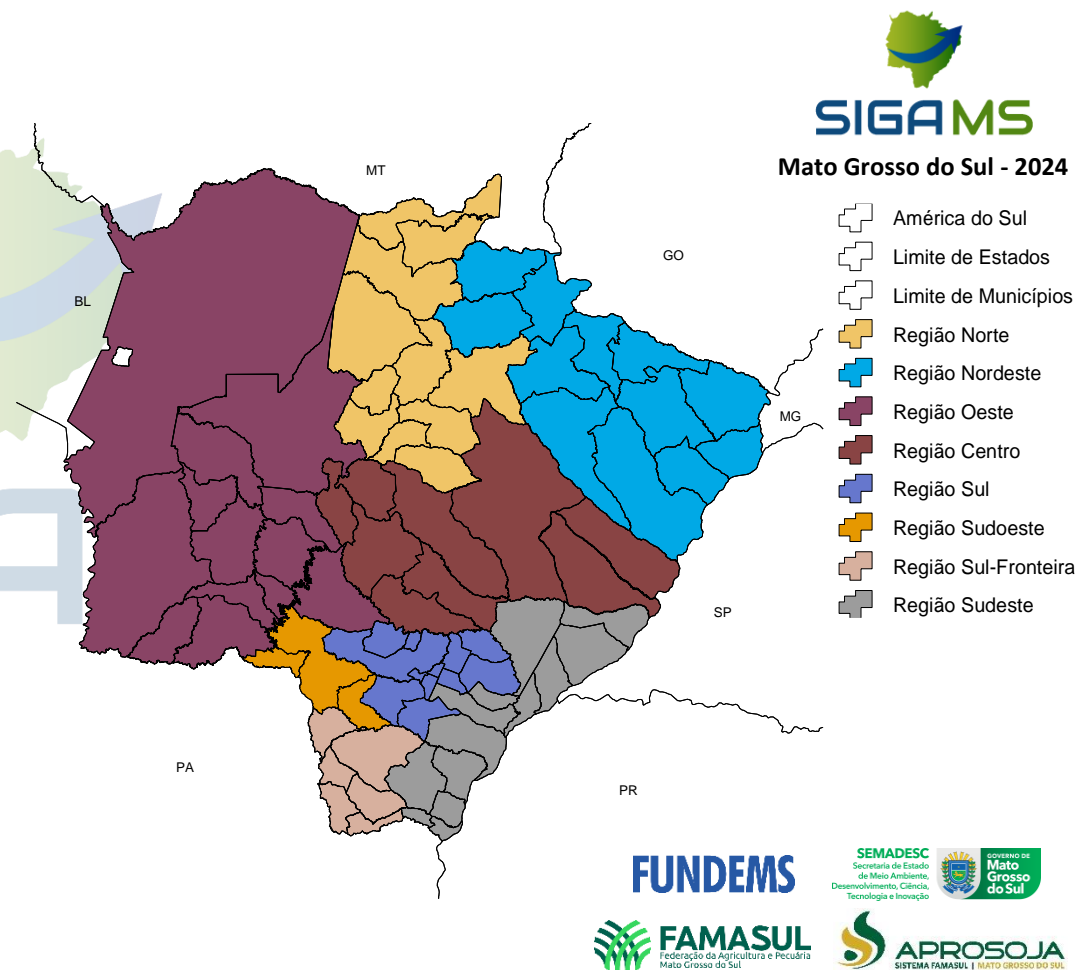 SIGAMS
Mato Grosso do Sul - 2024
América do Sul
Limite de Estados
Limite de Municípios
Região Norte
Região Nordeste
Região Oeste
Região Centro
Região Sul
Região Sudoeste
Região Sul-Fronteira
Região Sudeste
MT
GO
BL
MG
SP
PA
PR
FUNDEMS
SEMADESC
Secretaria de Estado
de Meio Ambiente,
Desenvolvimento, Ciência,
Tecnologia e Inovação
GOVERNO DE
Mato
Grosso
do Sul
FAMASUL
Federação da Agricultura e Pecuária
Mato Grosso do Sul
APROSOJA
SISTEMA FAMASUL | MATO GROSSO DO SUL